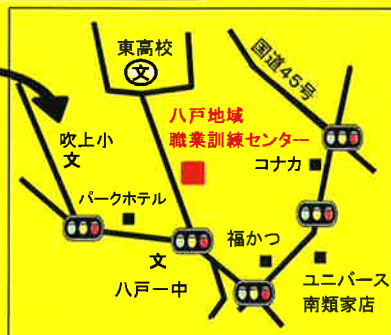 東高校
文
国道45号
八戸地域
職業訓練センター
吹上小
文
コナカ
パークホテル
福かつ
文
八戸一中
ユニバース
南類家店